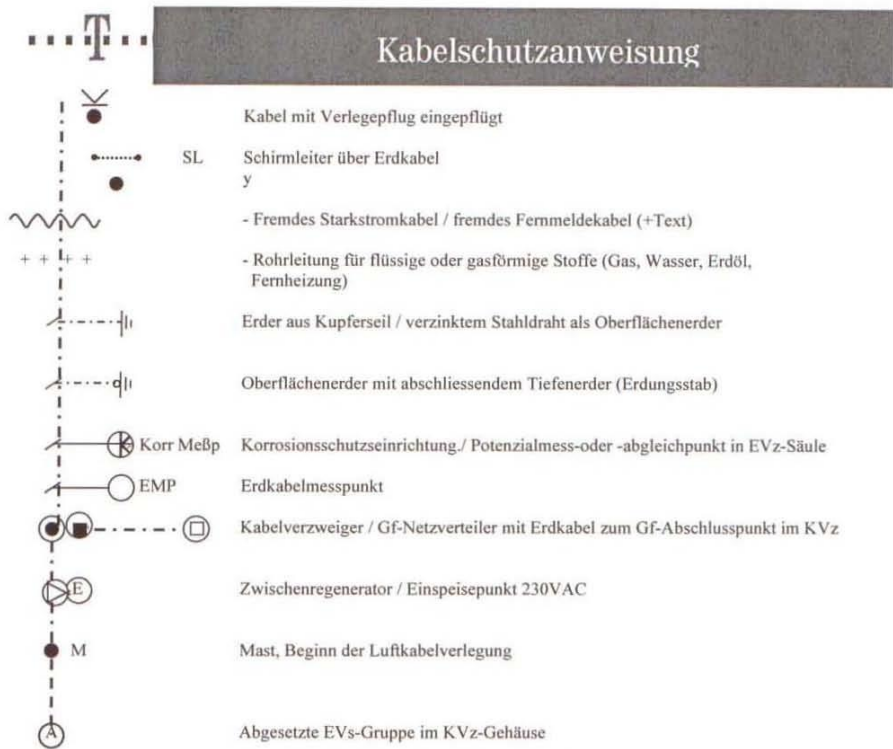 T
Kabelschutzanweisung
Kabel mit Verlegepflug eingepflügt
SL Schirmleiter über Erdkabel
y
- Fremdes Starkstromkabel / fremdes Fernmeldekabel (+Text)
+ + + + - Rohrleitung für flüssige oder gasförmige Stoffe (Gas, Wasser, Erdöl,
Fernheizung)
Erder aus Kupferseil / verzinktem Stahldraht als Oberflächenerder
Oberflächenerder mit abschliessendem Tiefenerder (Erdungsstab)
K Korr Meßp Korrosionsschutzseinrichtung./ Potenzialmess-oder -abgleichpunkt in EVz-Säule
EMP Erdkabelmesspunkt
Kabelverzweiger / Gf-Netzverteiler mit Erdkabel zum Gf-Abschlusspunkt im KVz
E Zwischenregenerator / Einspeisepunkt 230VAC
M Mast, Beginn der Luftkabelverlegung
A Abgesetzte EVs-Gruppe im KVz-Gehäuse